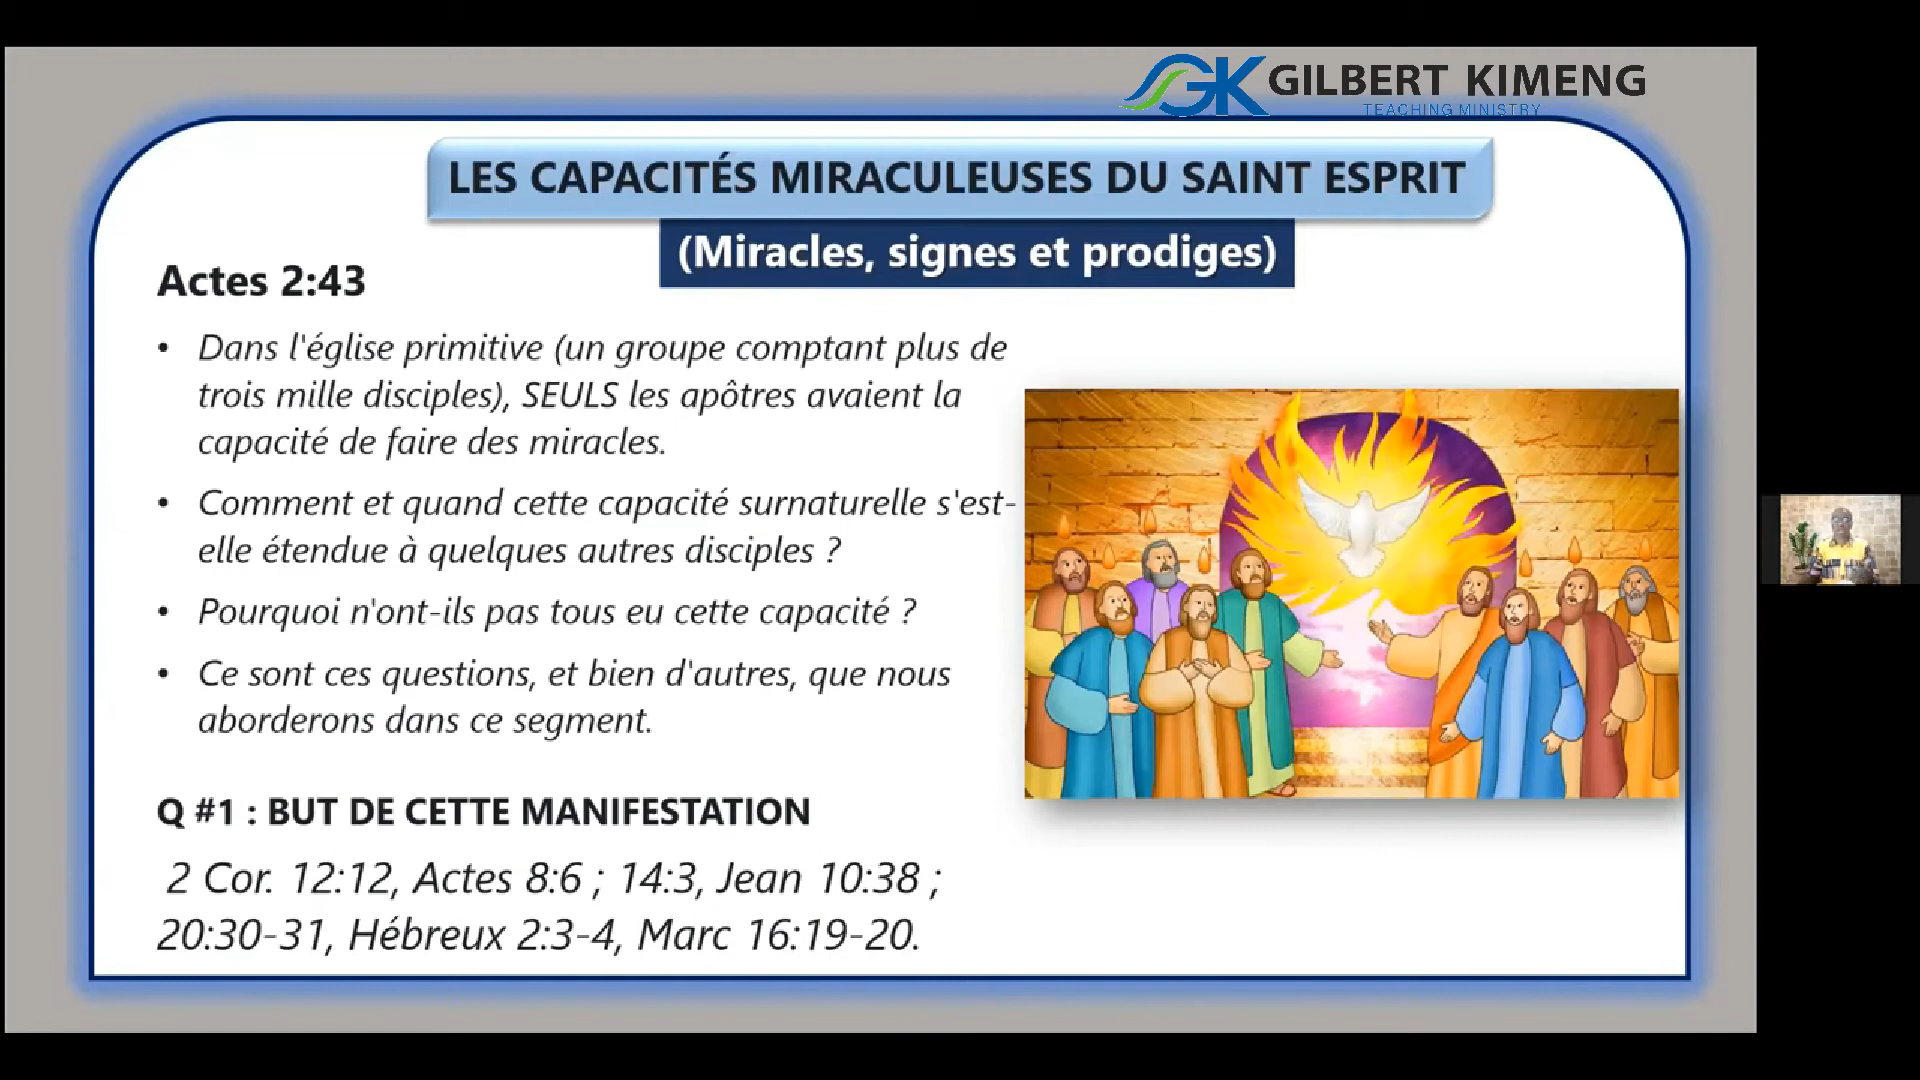 GK GILBERT KIMENG
TEACHING MINISTRY
LES CAPACITÉS MIRACULEUSES DU SAINT ESPRIT
(Miracles, signes et prodiges)
Actes 2:43
• Dans l'église primitive (un groupe comptant plus de
trois mille disciples), SEULS les apôtres avaient la
capacité de faire des miracles.
• Comment et quand cette capacité surnaturelle s'est-
elle étendue à quelques autres disciples ?
• Pourquoi n'ont-ils pas tous eu cette capacité ?
• Ce sont ces questions, et bien d'autres, que nous
aborderons dans ce segment.
Q #1 : BUT DE CETTE MANIFESTATION
2 Cor. 12:12, Actes 8:6 ; 14:3, Jean 10:38 ;
20:30-31, Hébreux 2:3-4, Marc 16:19-20.